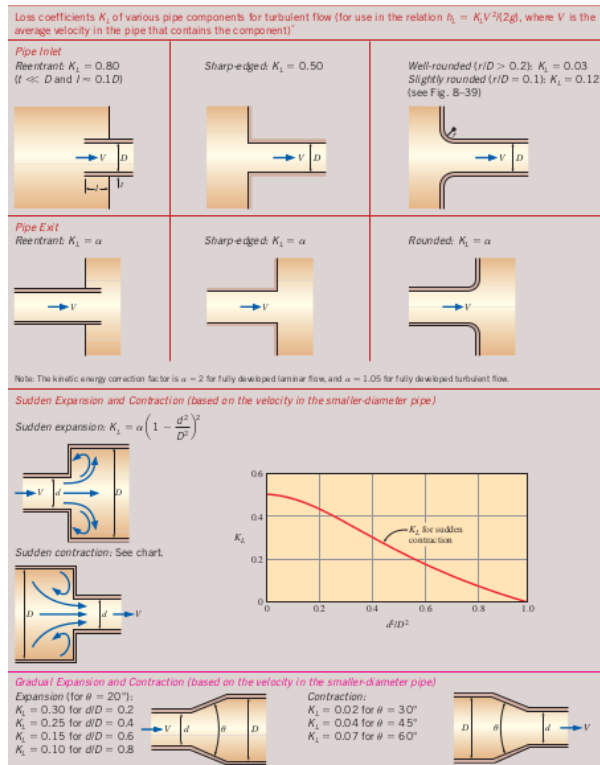 Loss coefficients K_L of various pipe components for turbulent flow (for use in the relation h_L = K_LV²/(2g), where V is the
average velocity in the pipe that contains the component)*
Pipe Inlet
Reentrant: K_L = 0.80
(t ≪ D and l ≈ 0.1D)
Sharp-edged: K_L = 0.50
Well-rounded (r/D > 0.2): K_L = 0.03
Slightly rounded (r/D = 0.1): K_L = 0.12
(see Fig. 8–39)
V
D
l
t
V
D
r
V
D
Pipe Exit
Reentrant: K_L = α
Sharp-edged: K_L = α
Rounded: K_L = α
V
V
V
Note: The kinetic energy correction factor is α = 2 for fully developed laminar flow, and α = 1.05 for fully developed turbulent flow.
Sudden Expansion and Contraction (based on the velocity in the smaller-diameter pipe)
Sudden expansion: K_L = α(1 − d²/D²)²
V
d
D
Sudden contraction: See chart.
D
d
V
0.6
0.4
K_L
0.2
0
K_L for sudden
contraction
0
0.2
0.4
0.6
0.8
1.0
d²/D²
Gradual Expansion and Contraction (based on the velocity in the smaller-diameter pipe)
Expansion (for θ = 20°):
K_L = 0.30 for d/D = 0.2
K_L = 0.25 for d/D = 0.4
K_L = 0.15 for d/D = 0.6
K_L = 0.10 for d/D = 0.8
V
d
θ
D
Contraction:
K_L = 0.02 for θ = 30°
K_L = 0.04 for θ = 45°
K_L = 0.07 for θ = 60°
D
θ
d
V